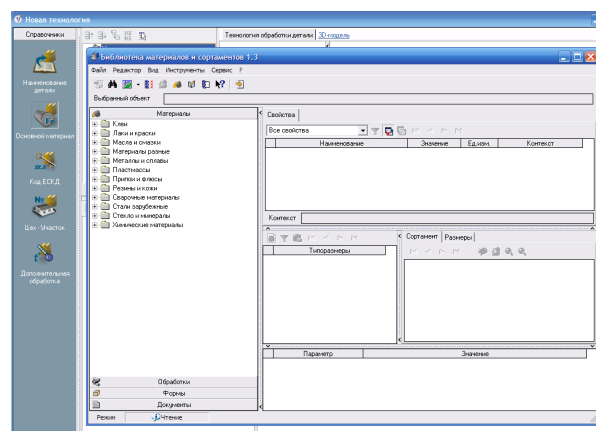 Новая технология
Справочники
Технология обработки детали
3D-модель
Наименование детали
Основной материал
Код ЕСКД
Цех - Участок
Дополнительная обработка
Библиотека материалов и сортаментов 1.3
Файл Редактор Вид Инструменты Сервис ?
Выбранный объект
Материалы
Клеи
Лаки и краски
Масла и смазки
Материалы разные
Металлы и сплавы
Пластмассы
Припои и флюсы
Резины и кожи
Сварочные материалы
Стали зарубежные
Стекло и минералы
Химические материалы
Обработки
Формы
Документы
Режим
Чтение
Свойства
Все свойства
Наименование Значение Ед.изм. Контекст
Контекст
Типоразмеры
Сортамент Размеры
Параметр Значение